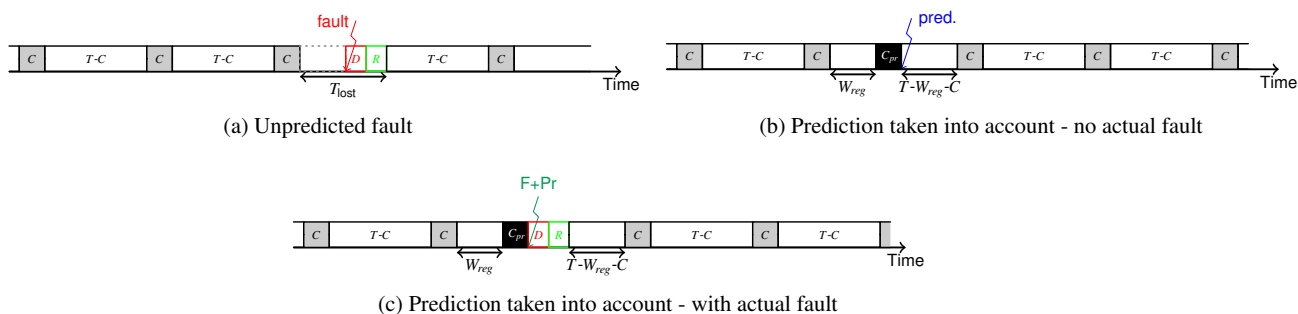 fault
C T-C C T-C C D R T-C C
T_lost
Time
(a) Unpredicted fault
pred.
C T-C C C_pr C T-C C T-C C
W_reg T-W_reg-C
Time
(b) Prediction taken into account - no actual fault
F+Pr
C T-C C C_pr D R C T-C C T-C
W_reg T-W_reg-C
Time
(c) Prediction taken into account - with actual fault